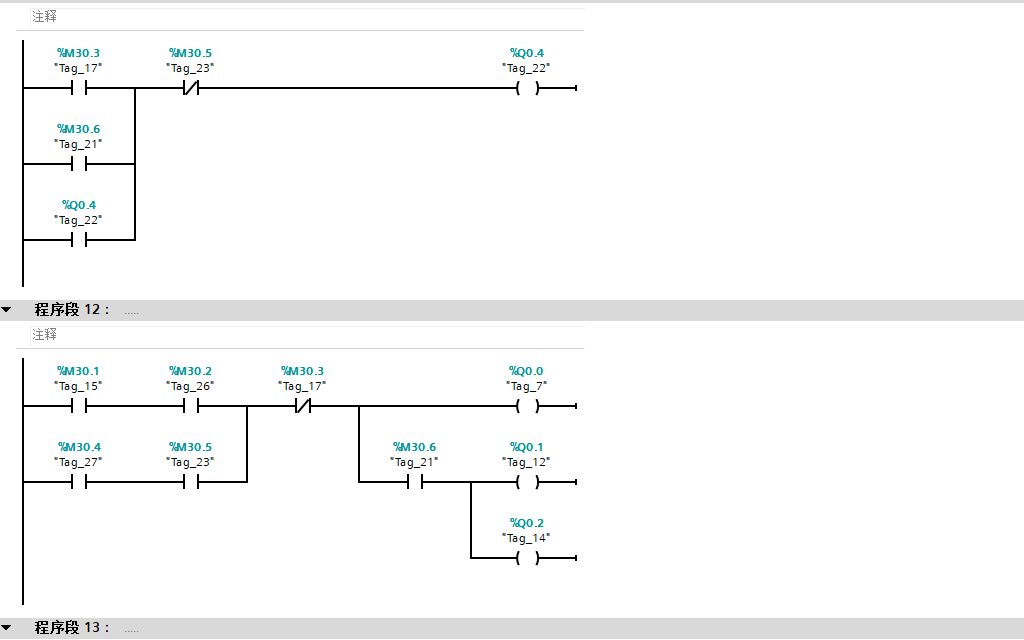 注释
%M30.3 %M30.5 %Q0.4
"Tag_17" "Tag_23" "Tag_22"
%M30.6
"Tag_21"
%Q0.4
"Tag_22"
程序段 12： .....
注释
%M30.1 %M30.2 %M30.3 %Q0.0
"Tag_15" "Tag_26" "Tag_17" "Tag_7"
%M30.4 %M30.5 %M30.6 %Q0.1
"Tag_27" "Tag_23" "Tag_21" "Tag_12"
%Q0.2
"Tag_14"
程序段 13： .....